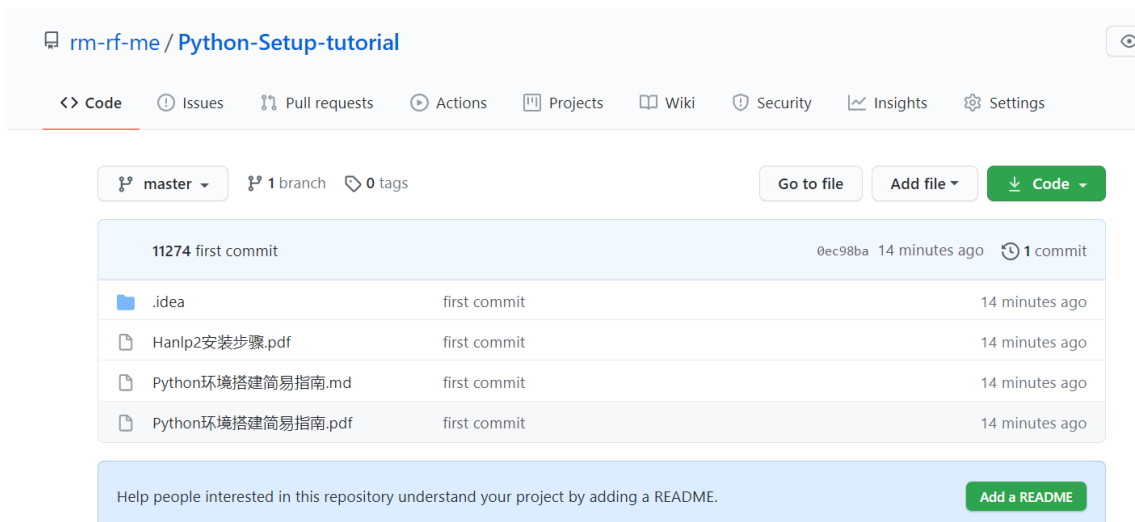 rm-rf-me / Python-Setup-tutorial
Code Issues Pull requests Actions Projects Wiki Security Insights Settings
master 1 branch 0 tags Go to file Add file Code
11274 first commit 0ec98ba 14 minutes ago 1 commit
.idea first commit 14 minutes ago
Hanlp2安装步骤.pdf first commit 14 minutes ago
Python环境搭建简易指南.md first commit 14 minutes ago
Python环境搭建简易指南.pdf first commit 14 minutes ago
Help people interested in this repository understand your project by adding a README. Add a README